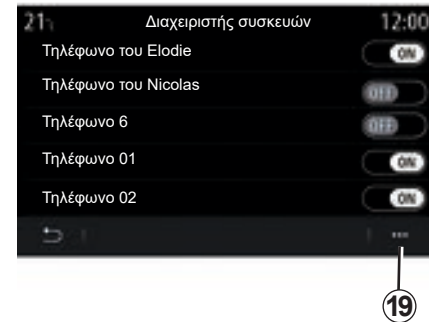 21 Διαχειριστής συσκευών 12:00
Τηλέφωνο του Elodie ON
Τηλέφωνο του Nicolas OFF
Τηλέφωνο 6 OFF
Τηλέφωνο 01 ON
Τηλέφωνο 02 ON
19